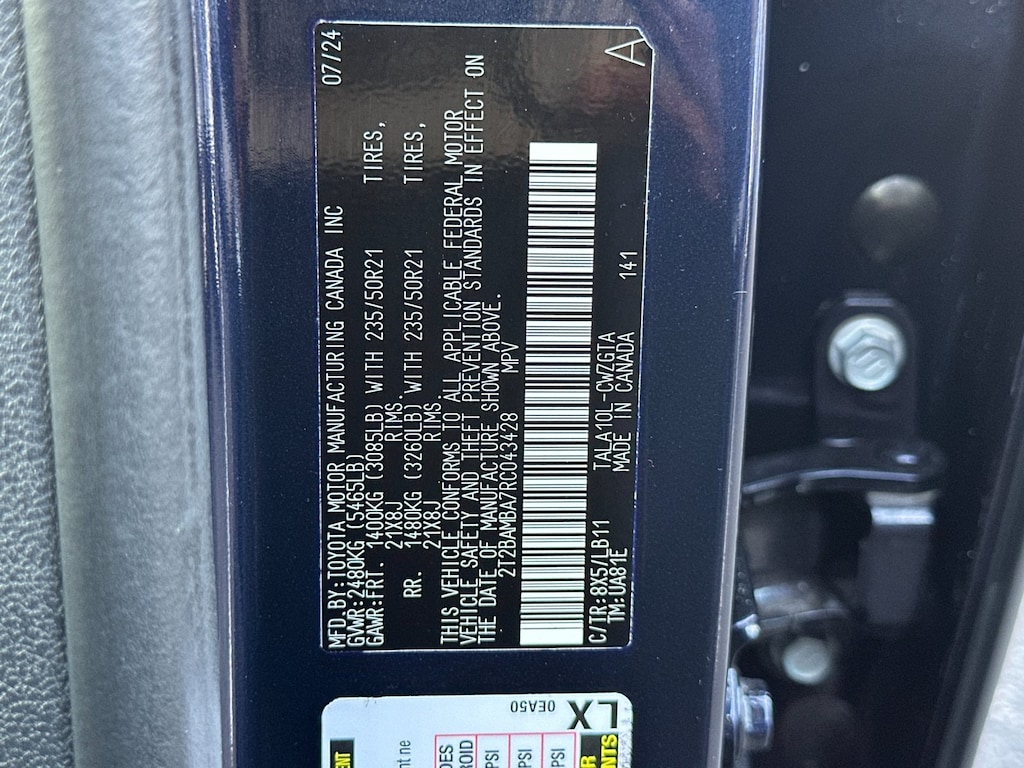 MFD.BY:TOYOTA MOTOR MANUFACTURING CANADA INC 07/24
GVWR:2480KG (5465LB)
GAWR:FRT. 1400KG (3085LB) WITH 235/50R21 TIRES,
21X8J RIMS.
RR. 1480KG (3260LB) WITH 235/50R21 TIRES,
21X8J RIMS.
THIS VEHICLE CONFORMS TO ALL APPLICABLE FEDERAL MOTOR
VEHICLE SAFETY AND THEFT PREVENTION STANDARDS IN EFFECT ON
THE DATE OF MANUFACTURE SHOWN ABOVE.
2T2BAMBA7RC043428 MPV
C/TR:8X5/LB11 TALA10L-CWZGTA
TM:UA81E MADE IN CANADA 141
A
0EA50
LX
PSI
PSI
PSI